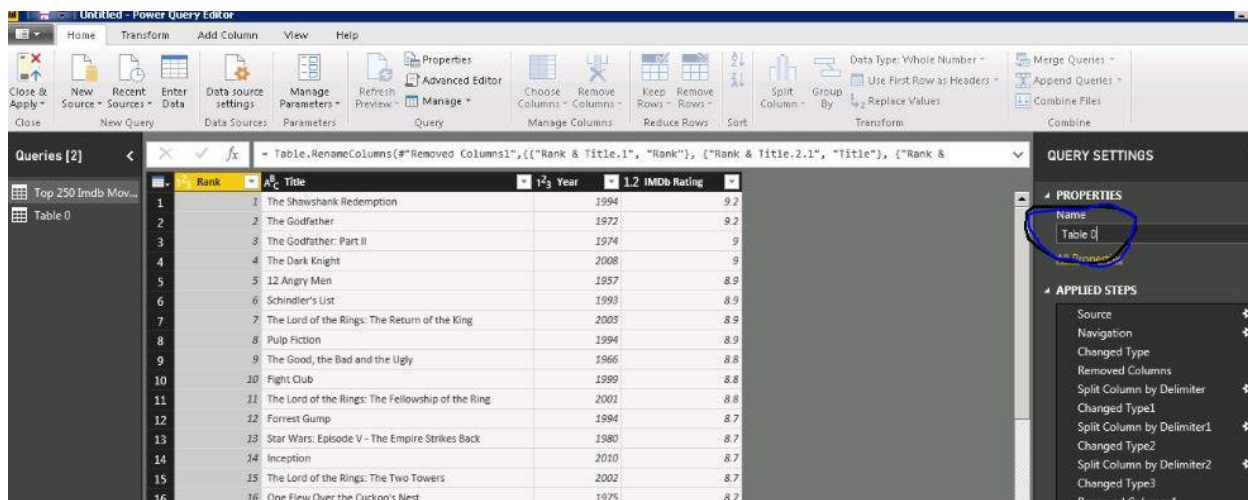 Untitled - Power Query Editor
Home Transform Add Column View Help
Close & Apply
New Source
Recent Sources
Enter Data
Data source settings
Manage Parameters
Refresh Preview
Properties
Advanced Editor
Manage
Choose Columns
Remove Columns
Keep Rows
Remove Rows
Split Column
Group By
Data Type: Whole Number
Use First Row as Headers
Replace Values
Merge Queries
Append Queries
Combine Files
Close New Query Data Sources Parameters Query Manage Columns Reduce Rows Sort Transform Combine
Queries [2]
Top 250 Imdb Mov...
Table 0
fx = Table.RenameColumns(#"Removed Columns1",{{"Rank & Title.1", "Rank"}, {"Rank & Title.2.1", "Title"}, {"Rank &
1²3 Rank ABC Title 1²3 Year 1.2 IMDb Rating
1 1 The Shawshank Redemption 1994 9.2
2 2 The Godfather 1972 9.2
3 3 The Godfather: Part II 1974 9
4 4 The Dark Knight 2008 9
5 5 12 Angry Men 1957 8.9
6 6 Schindler's List 1993 8.9
7 7 The Lord of the Rings: The Return of the King 2003 8.9
8 8 Pulp Fiction 1994 8.9
9 9 The Good, the Bad and the Ugly 1966 8.8
10 10 Fight Club 1999 8.8
11 11 The Lord of the Rings: The Fellowship of the Ring 2001 8.8
12 12 Forrest Gump 1994 8.7
13 13 Star Wars: Episode V - The Empire Strikes Back 1980 8.7
14 14 Inception 2010 8.7
15 15 The Lord of the Rings: The Two Towers 2002 8.7
16 16 One Flew Over the Cuckoo's Nest 1975 8.7
QUERY SETTINGS
PROPERTIES
Name
Table 0
All Properties
APPLIED STEPS
Source
Navigation
Changed Type
Removed Columns
Split Column by Delimiter
Changed Type1
Split Column by Delimiter1
Changed Type2
Split Column by Delimiter2
Changed Type3
Removed Columns1